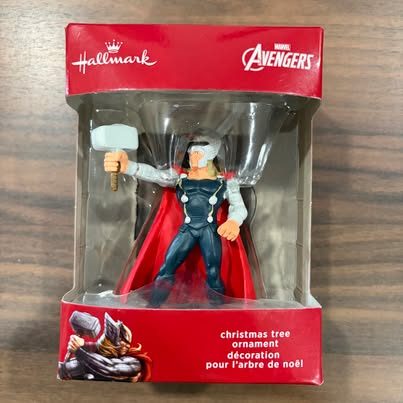 Hallmark
MARVEL
AVENGERS
christmas tree
ornament
décoration
pour l'arbre de noël